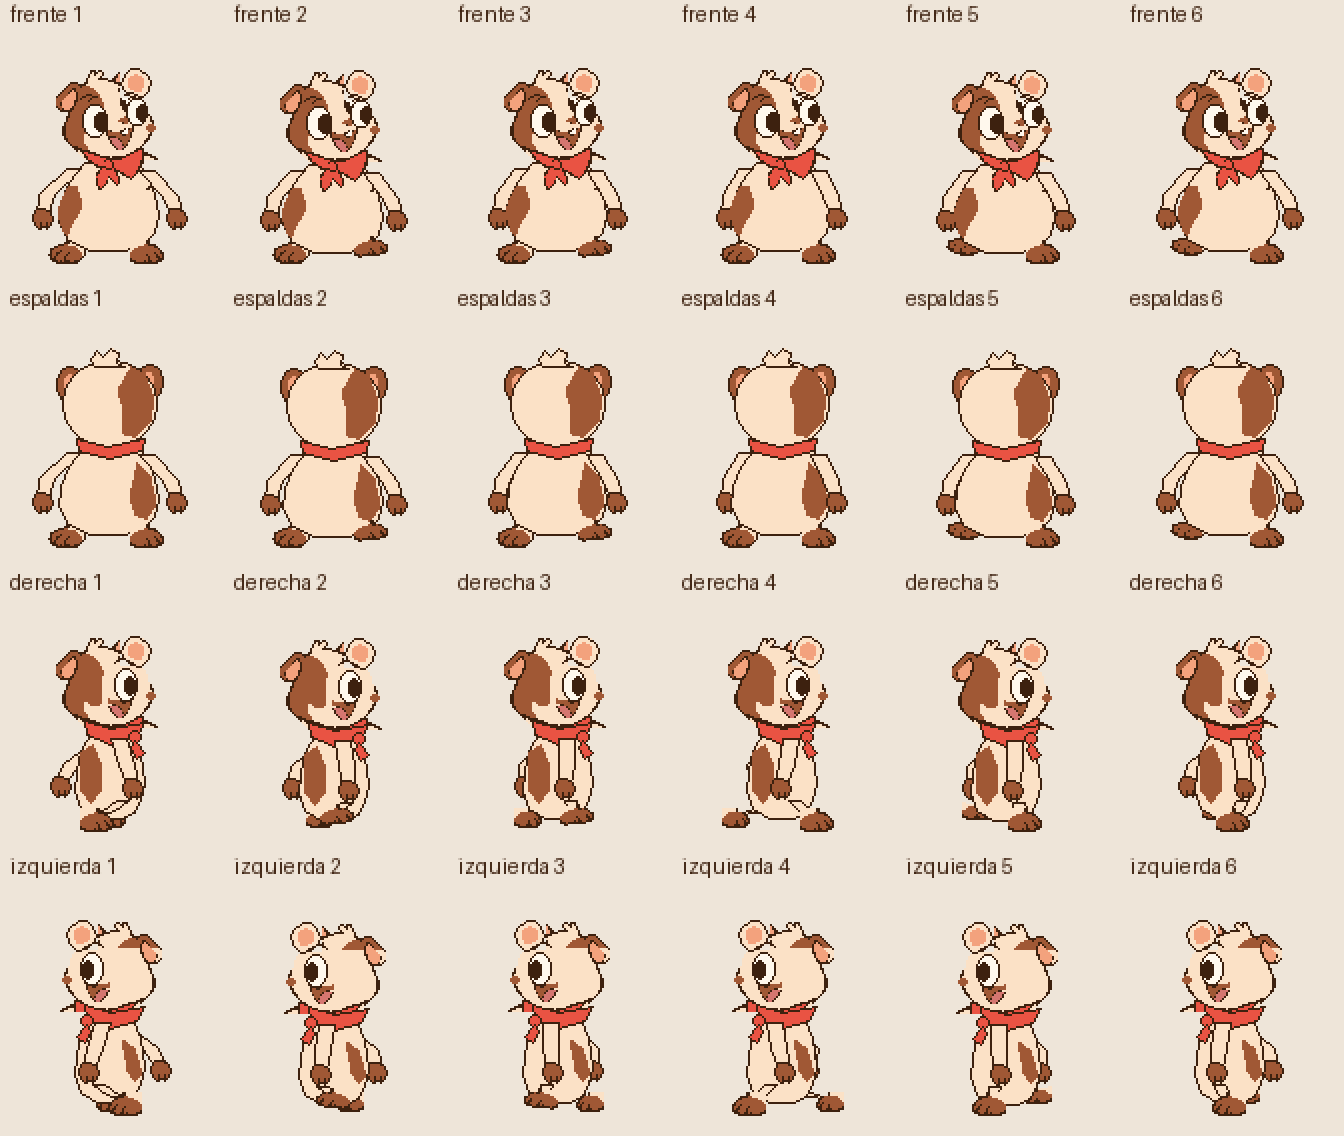 frente 1
frente 2
frente 3
frente 4
frente 5
frente 6
espaldas 1
espaldas 2
espaldas 3
espaldas 4
espaldas 5
espaldas 6
derecha 1
derecha 2
derecha 3
derecha 4
derecha 5
derecha 6
izquierda 1
izquierda 2
izquierda 3
izquierda 4
izquierda 5
izquierda 6